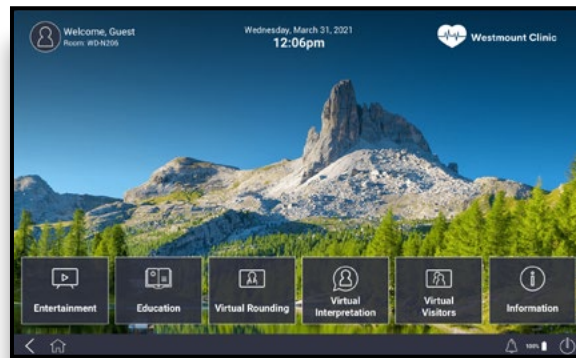 Welcome, Guest
Room: WD-N206
Wednesday, March 31, 2021
12:06pm
Westmount Clinic
Entertainment
Education
Virtual Rounding
Virtual
Interpretation
Virtual
Visitors
Information
100%